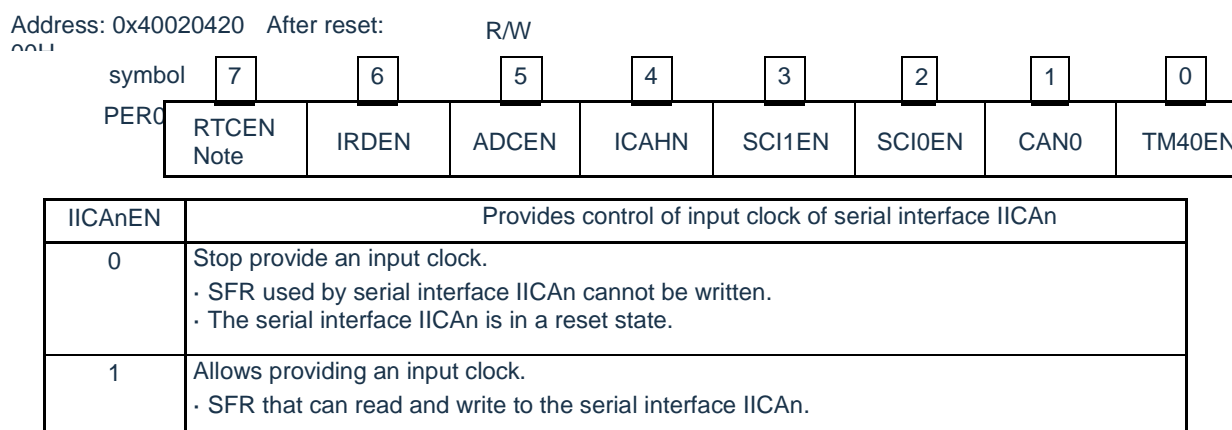 Address: 0x40020420 After reset: R/W
00H
symbol 7 6 5 4 3 2 1 0
PER0 RTCEN Note IRDEN ADCEN ICAHN SCI1EN SCI0EN CAN0 TM40EN
IICAnEN Provides control of input clock of serial interface IICAn
0 Stop provide an input clock.
· SFR used by serial interface IICAn cannot be written.
· The serial interface IICAn is in a reset state.
1 Allows providing an input clock.
· SFR that can read and write to the serial interface IICAn.